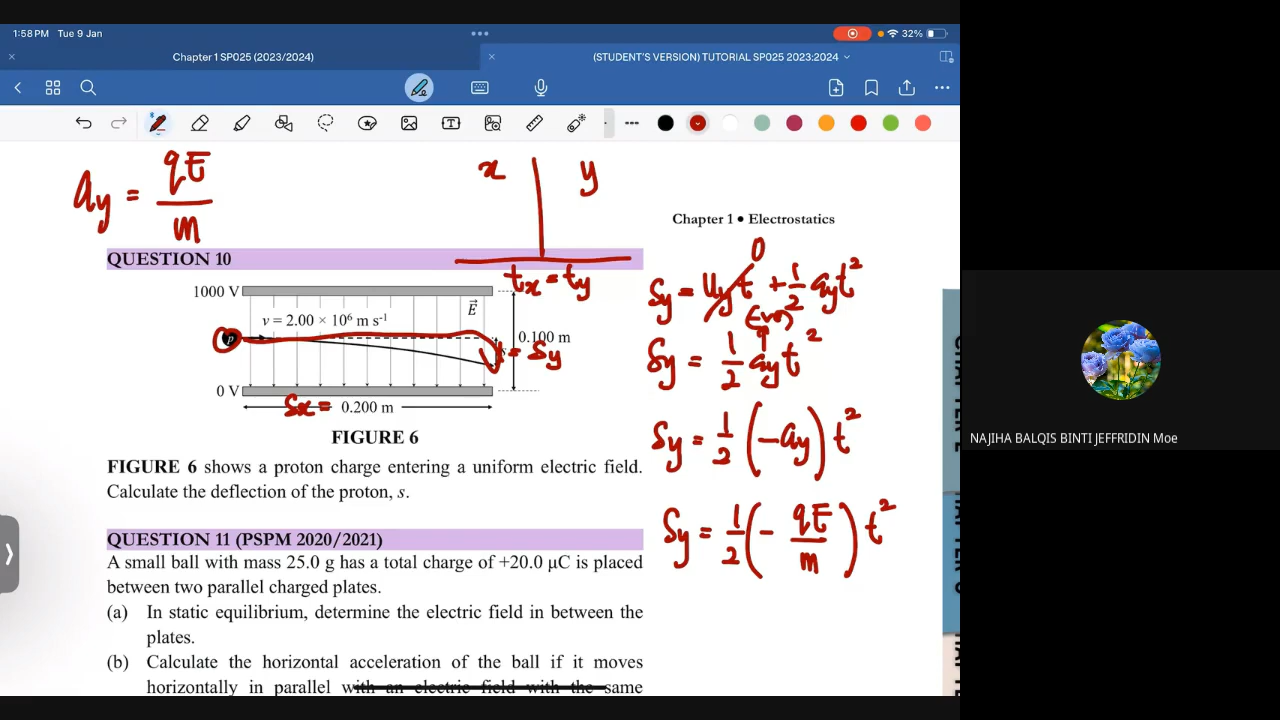 1:58 PM Tue 9 Jan
32%
Chapter 1 SP025 (2023/2024)
(STUDENT'S VERSION) TUTORIAL SP025 2023:2024
ay = qE/m
x | y
tx = ty
Chapter 1 • Electrostatics
QUESTION 10
1000 V
v = 2.00 × 10⁶ m s⁻¹
E⃗
p
0.100 m
= Sy
0 V
Sx = 0.200 m
FIGURE 6
FIGURE 6 shows a proton charge entering a uniform electric field.
Calculate the deflection of the proton, s.
QUESTION 11 (PSPM 2020/2021)
A small ball with mass 25.0 g has a total charge of +20.0 μC is placed
between two parallel charged plates.
(a) In static equilibrium, determine the electric field in between the
plates.
(b) Calculate the horizontal acceleration of the ball if it moves
horizontally in parallel with an electric field with the same
0
Sy = uyt + 1/2 ayt²
(-ve)
Sy = 1/2 ayt²
Sy = 1/2 (-ay) t²
Sy = 1/2 (- qE/m) t²
NAJIHA BALQIS BINTI JEFFRIDIN Moe